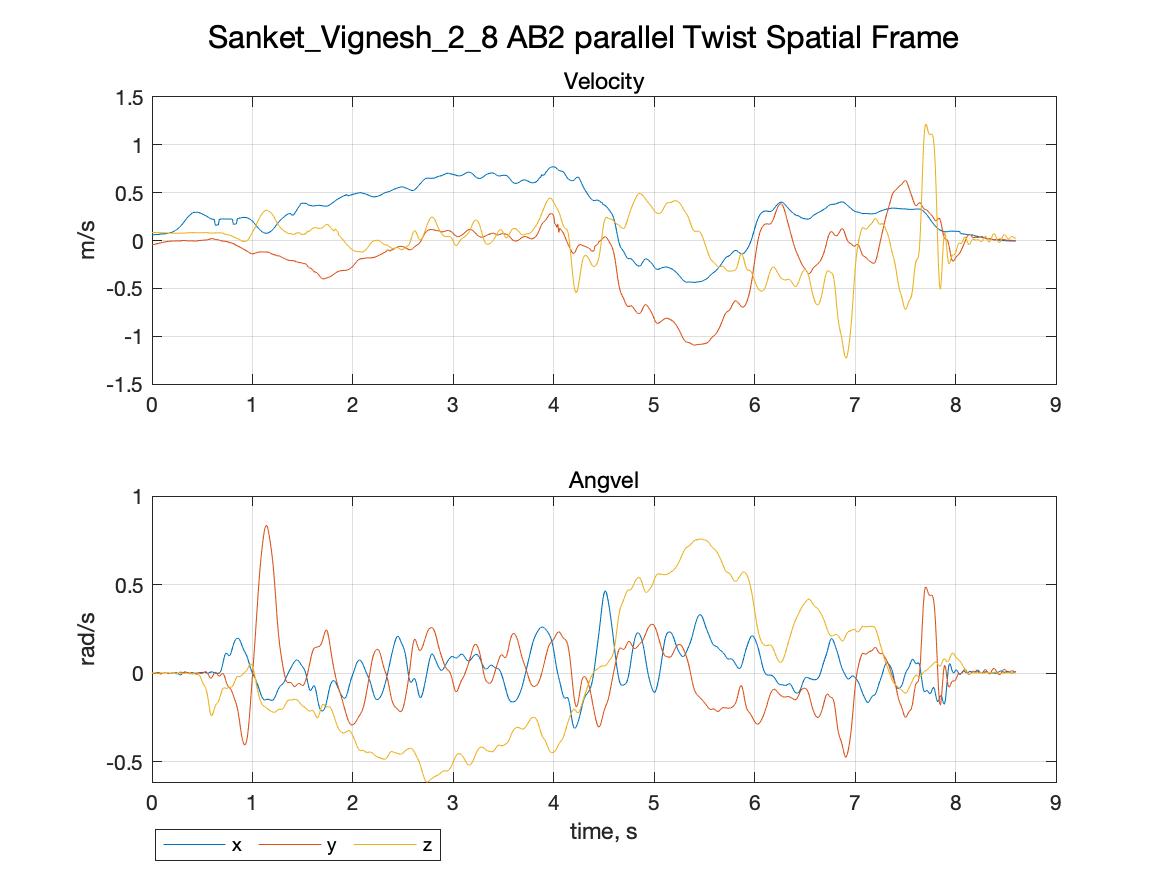 Sanket_Vignesh_2_8 AB2 parallel Twist Spatial Frame
Velocity
1.5
1
0.5
0
-0.5
-1
-1.5
m/s
0 1 2 3 4 5 6 7 8 9
Angvel
1
0.5
0
-0.5
rad/s
0 1 2 3 4 5 6 7 8 9
time, s
x y z